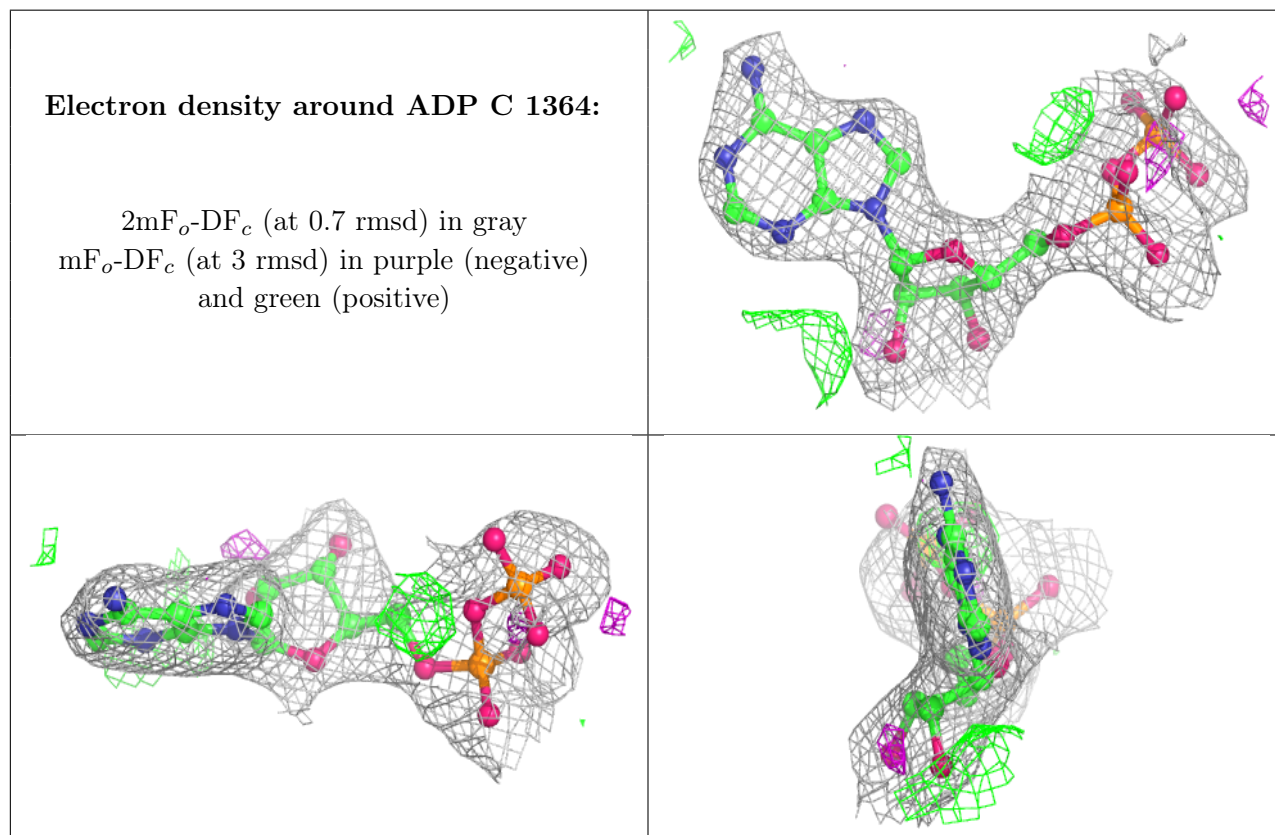 Electron density around ADP C 1364:
2mFₒ-DF𝒸 (at 0.7 rmsd) in gray
mFₒ-DF𝒸 (at 3 rmsd) in purple (negative)
and green (positive)